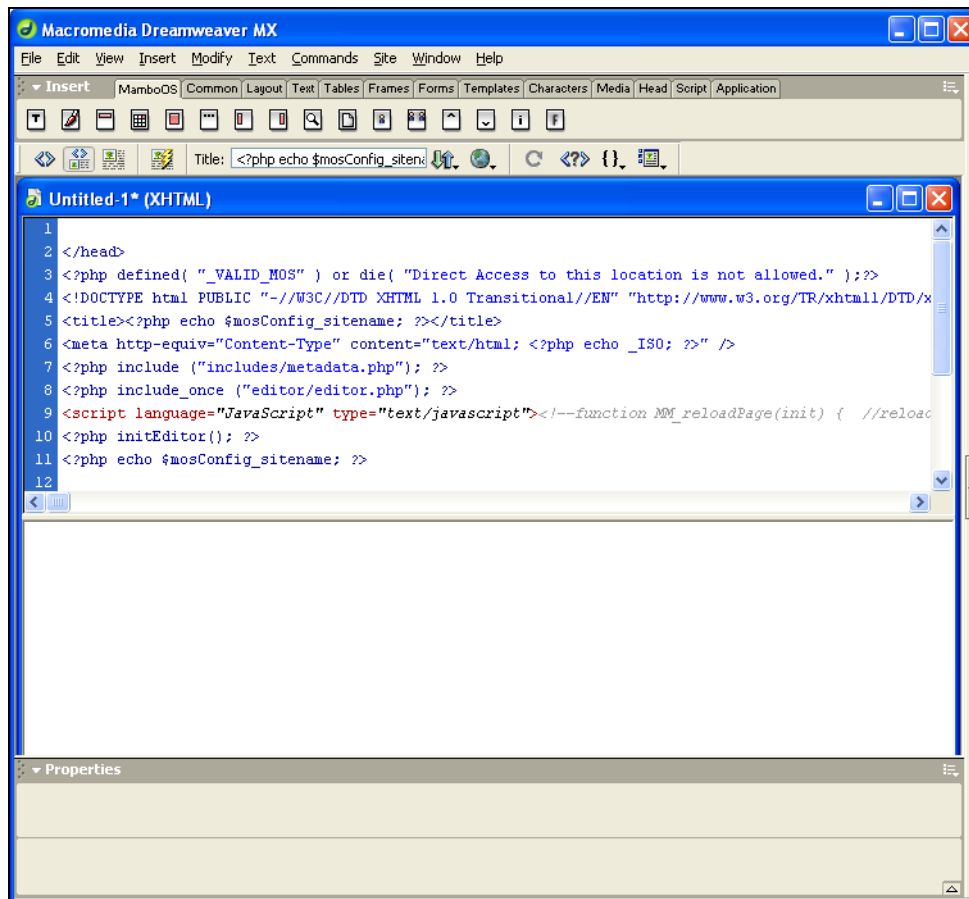 Macromedia Dreamweaver MX
File Edit View Insert Modify Text Commands Site Window Help
Insert MamboOS Common Layout Text Tables Frames Forms Templates Characters Media Head Script Application
Title: <?php echo $mosConfig_siten
Untitled-1* (XHTML)
1
2 </head>
3 <?php defined( "_VALID_MOS" ) or die( "Direct Access to this location is not allowed." );?>
4 <!DOCTYPE html PUBLIC "-//W3C//DTD XHTML 1.0 Transitional//EN" "http://www.w3.org/TR/xhtml1/DTD/x
5 <title><?php echo $mosConfig_sitename; ?></title>
6 <meta http-equiv="Content-Type" content="text/html; <?php echo _ISO; ?>" />
7 <?php include ("includes/metadata.php"); ?>
8 <?php include_once ("editor/editor.php"); ?>
9 <script language="JavaScript" type="text/javascript"><!--function MM_reloadPage(init) { //reload
10 <?php initEditor(); ?>
11 <?php echo $mosConfig_sitename; ?>
12
Properties